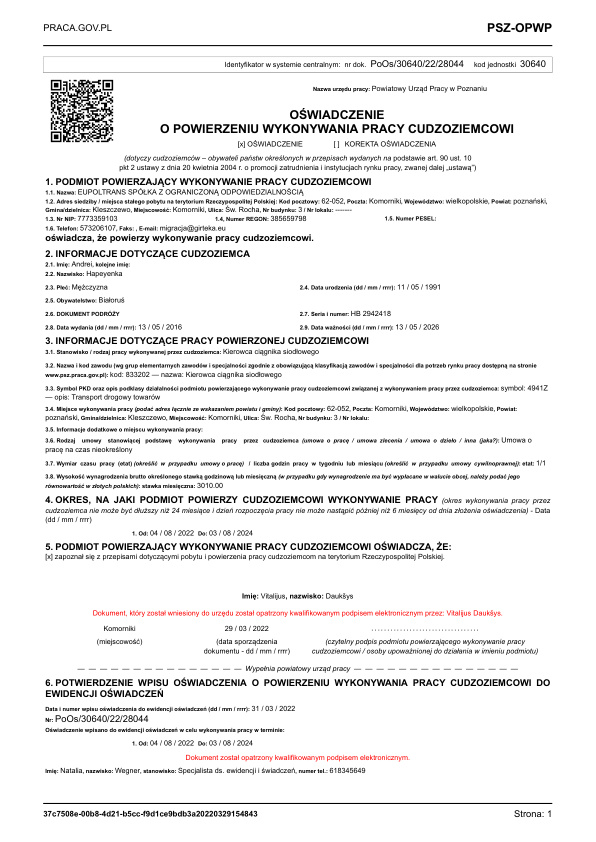 PRACA.GOV.PL
PSZ-OPWP
Identyfikator w systemie centralnym: nr dok. PoOs/30640/22/28044 kod jednostki 30640
Nazwa urzędu pracy: Powiatowy Urząd Pracy w Poznaniu
OŚWIADCZENIE
O POWIERZENIU WYKONYWANIA PRACY CUDZOZIEMCOWI
[x] OŚWIADCZENIE [ ] KOREKTA OŚWIADCZENIA
(dotyczy cudzoziemców – obywateli państw określonych w przepisach wydanych na podstawie art. 90 ust. 10
pkt 2 ustawy z dnia 20 kwietnia 2004 r. o promocji zatrudnienia i instytucjach rynku pracy, zwanej dalej „ustawą")
1. PODMIOT POWIERZAJĄCY WYKONYWANIE PRACY CUDZOZIEMCOWI
1.1. Nazwa: EUPOLTRANS SPÓŁKA Z OGRANICZONĄ ODPOWIEDZIALNOŚCIĄ
1.2. Adres siedziby / miejsca stałego pobytu na terytorium Rzeczypospolitej Polskiej: Kod pocztowy: 62-052, Poczta: Komorniki, Województwo: wielkopolskie, Powiat: poznański,
Gmina/dzielnica: Kleszczewo, Miejscowość: Komorniki, Ulica: Św. Rocha, Nr budynku: 3 / Nr lokalu: -------
1.3. Nr NIP: 7773359103 1.4. Numer REGON: 385659798 1.5. Numer PESEL:
1.6. Telefon: 573206107, Faks: , E-mail: migracja@girteka.eu
oświadcza, że powierzy wykonywanie pracy cudzoziemcowi.
2. INFORMACJE DOTYCZĄCE CUDZOZIEMCA
2.1. Imię: Andrei, kolejne imię:
2.2. Nazwisko: Hapeyenka
2.3. Płeć: Mężczyzna 2.4. Data urodzenia (dd / mm / rrrr): 11 / 05 / 1991
2.5. Obywatelstwo: Białoruś
2.6. DOKUMENT PODRÓŻY 2.7. Seria i numer: HB 2942418
2.8. Data wydania (dd / mm / rrrr): 13 / 05 / 2016 2.9. Data ważności (dd / mm / rrrr): 13 / 05 / 2026
3. INFORMACJE DOTYCZĄCE PRACY POWIERZONEJ CUDZOZIEMCOWI
3.1. Stanowisko / rodzaj pracy wykonywanej przez cudzoziemca: Kierowca ciągnika siodłowego
3.2. Nazwa i kod zawodu (wg grup elementarnych zawodów i specjalności zgodnie z obowiązującą klasyfikacją zawodów i specjalności dla potrzeb rynku pracy dostępną na stronie
www.psz.praca.gov.pl): kod: 833202 — nazwa: Kierowca ciągnika siodłowego
3.3. Symbol PKD oraz opis podklasy działalności podmiotu powierzającego wykonywanie pracy cudzoziemcowi związanej z wykonywaniem pracy przez cudzoziemca: symbol: 4941Z
— opis: Transport drogowy towarów
3.4. Miejsce wykonywania pracy (podać adres łącznie ze wskazaniem powiatu i gminy): Kod pocztowy: 62-052, Poczta: Komorniki, Województwo: wielkopolskie, Powiat:
poznański, Gmina/dzielnica: Kleszczewo, Miejscowość: Komorniki, Ulica: Św. Rocha, Nr budynku: 3 / Nr lokalu:
3.5. Informacje dodatkowe o miejscu wykonywania pracy:
3.6. Rodzaj umowy stanowiącej podstawę wykonywania pracy przez cudzoziemca (umowa o pracę / umowa zlecenia / umowa o dzieło / inna (jaka?): Umowa o
pracę na czas nieokreślony
3.7. Wymiar czasu pracy (etat) (określić w przypadku umowy o pracę) / liczba godzin pracy w tygodniu lub miesiącu (określić w przypadku umowy cywilnoprawnej): etat: 1/1
3.8. Wysokość wynagrodzenia brutto określonego stawką godzinową lub miesięczną (w przypadku gdy wynagrodzenie ma być wypłacane w walucie obcej, należy podać jego
równowartość w złotych polskich): stawka miesięczna: 3010.00
4. OKRES, NA JAKI PODMIOT POWIERZY CUDZOZIEMCOWI WYKONYWANIE PRACY (okres wykonywania pracy przez
cudzoziemca nie może być dłuższy niż 24 miesiące i dzień rozpoczęcia pracy nie może nastąpić później niż 6 miesięcy od dnia złożenia oświadczenia) - Data
(dd / mm / rrrr)
1. Od: 04 / 08 / 2022 Do: 03 / 08 / 2024
5. PODMIOT POWIERZAJĄCY WYKONYWANIE PRACY CUDZOZIEMCOWI OŚWIADCZA, ŻE:
[x] zapoznał się z przepisami dotyczącymi pobytu i powierzenia pracy cudzoziemcom na terytorium Rzeczypospolitej Polskiej.
Imię: Vitalijus, nazwisko: Daukšys
Dokument, który został wniesiony do urzędu został opatrzony kwalifikowanym podpisem elektronicznym przez: Vitalijus Daukšys.
Komorniki 29 / 03 / 2022 ..................................
(miejscowość) (data sporządzenia (czytelny podpis podmiotu powierzającego wykonywanie pracy
dokumentu - dd / mm / rrrr) cudzoziemcowi / osoby upoważnionej do działania w imieniu podmiotu)
— — — — — — — — — — — — — — — Wypełnia powiatowy urząd pracy — — — — — — — — — — — — — — —
6. POTWIERDZENIE WPISU OŚWIADCZENIA O POWIERZENIU WYKONYWANIA PRACY CUDZOZIEMCOWI DO
EWIDENCJI OŚWIADCZEŃ
Data i numer wpisu oświadczenia do ewidencji oświadczeń (dd / mm / rrrr): 31 / 03 / 2022
Nr: PoOs/30640/22/28044
Oświadczenie wpisano do ewidencji oświadczeń w celu wykonywania pracy w terminie:
1. Od: 04 / 08 / 2022 Do: 03 / 08 / 2024
Dokument został opatrzony kwalifikowanym podpisem elektronicznym.
Imię: Natalia, nazwisko: Wegner, stanowisko: Specjalista ds. ewidencji i świadczeń, numer tel.: 618345649
37c7508e-00b8-4d21-b5cc-f9d1ce9bdb3a20220329154843
Strona: 1